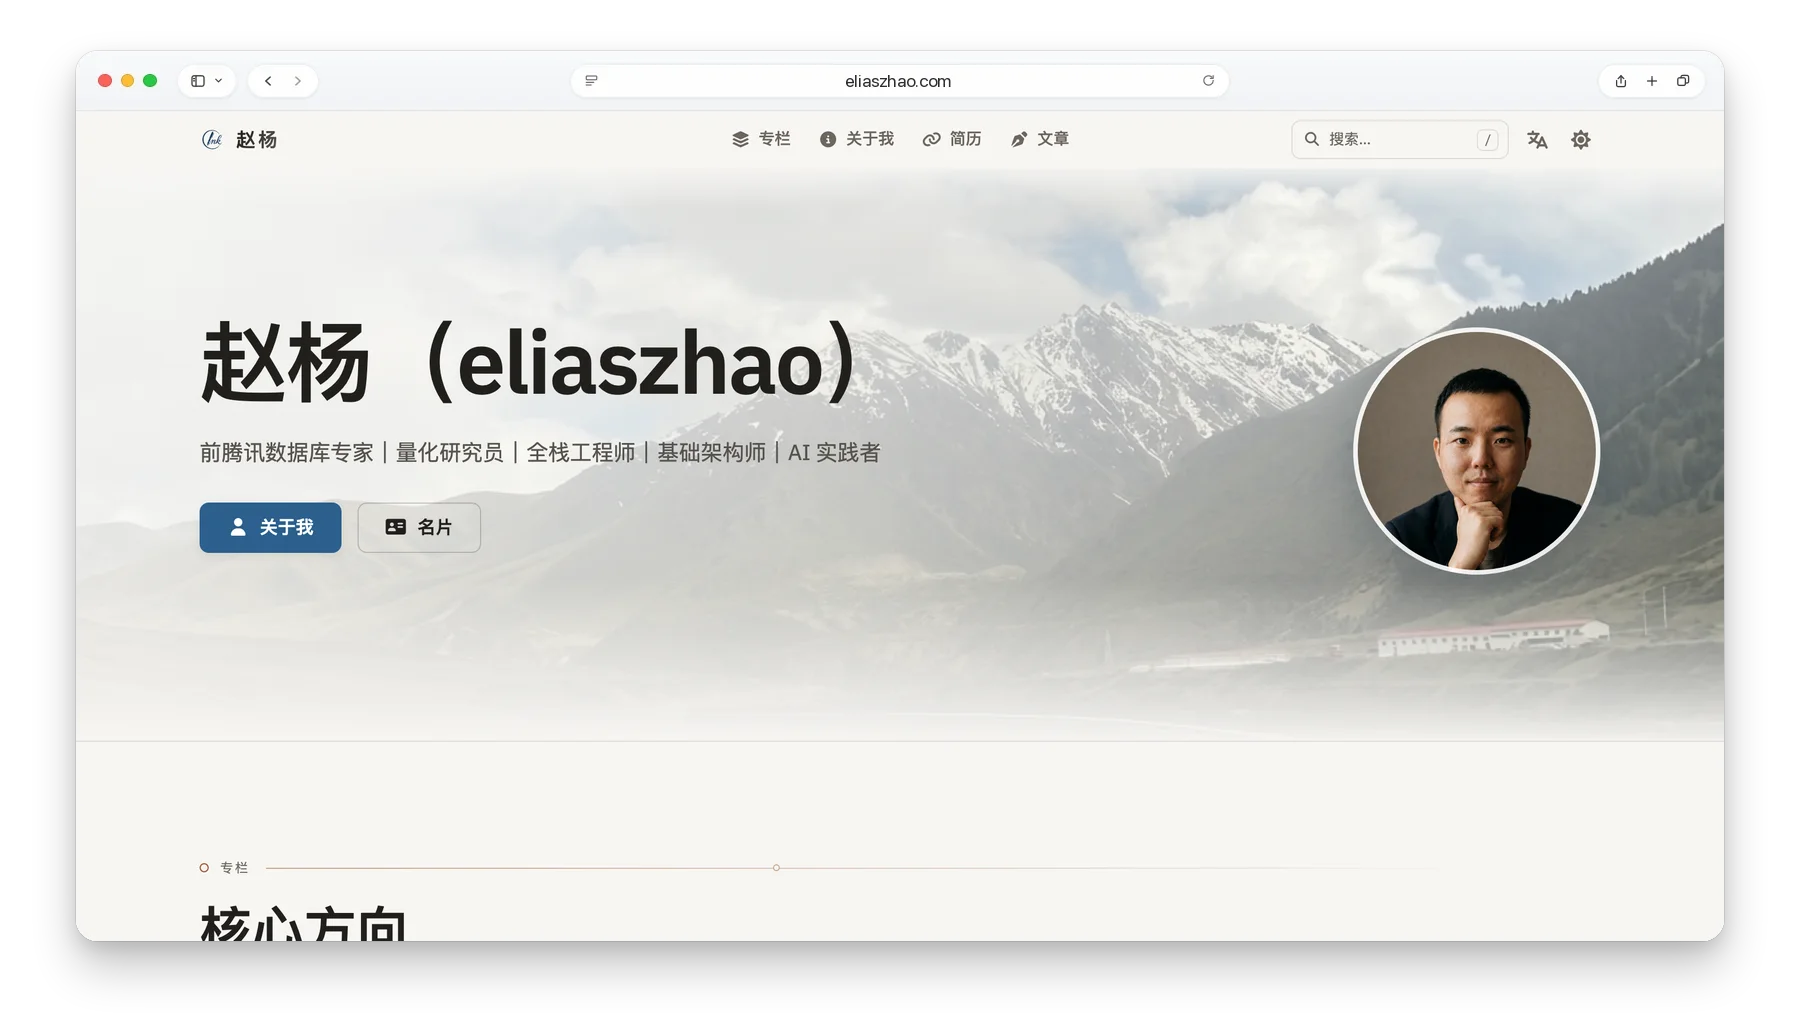 eliaszhao.com
Ink 赵杨
专栏 关于我 简历 文章
搜索... /
赵杨（eliaszhao）
前腾讯数据库专家｜量化研究员｜全栈工程师｜基础架构师｜AI 实践者
关于我 名片
专栏
核心方向